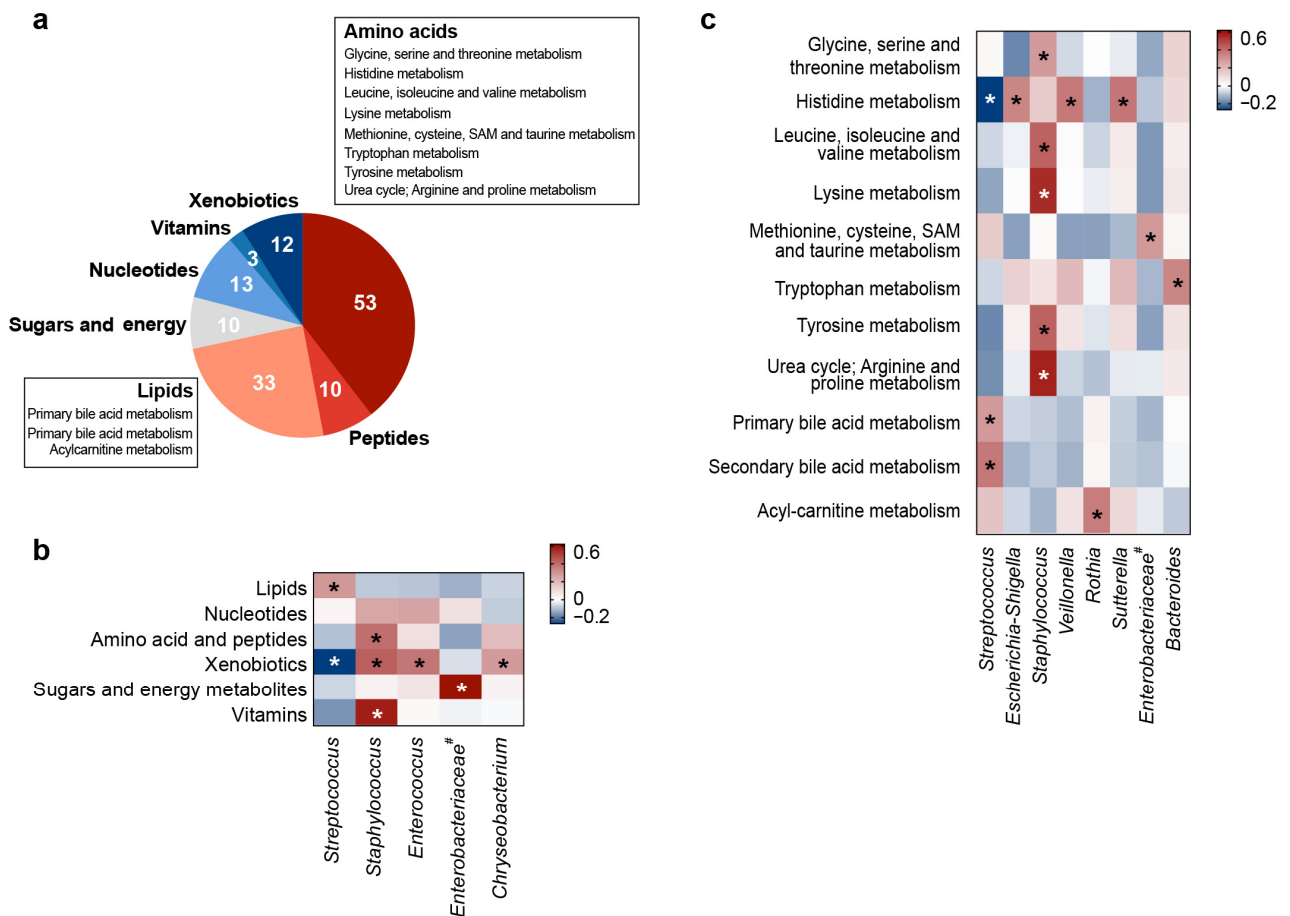 a
Amino acids
Glycine, serine and threonine metabolism
Histidine metabolism
Leucine, isoleucine and valine metabolism
Lysine metabolism
Methionine, cysteine, SAM and taurine metabolism
Tryptophan metabolism
Tyrosine metabolism
Urea cycle; Arginine and proline metabolism
Xenobiotics
Vitamins
Nucleotides
Sugars and energy
12
3
13
10
53
33
10
Peptides
Lipids
Primary bile acid metabolism
Primary bile acid metabolism
Acylcarnitine metabolism
b
0.6
0
−0.2
Lipids
Nucleotides
Amino acid and peptides
Xenobiotics
Sugars and energy metabolites
Vitamins
*
*
* * * *
*
*
Streptococcus
Staphylococcus
Enterococcus
Enterobacteriaceae#
Chryseobacterium
c
0.6
0
−0.2
Glycine, serine and
threonine metabolism
Histidine metabolism
Leucine, isoleucine and
valine metabolism
Lysine metabolism
Methionine, cysteine, SAM
and taurine metabolism
Tryptophan metabolism
Tyrosine metabolism
Urea cycle; Arginine and
proline metabolism
Primary bile acid metabolism
Secondary bile acid metabolism
Acyl-carnitine metabolism
*
* * * *
*
*
*
*
*
*
*
*
*
Streptococcus
Escherichia-Shigella
Staphylococcus
Veillonella
Rothia
Sutterella
Enterobacteriaceae#
Bacteroides